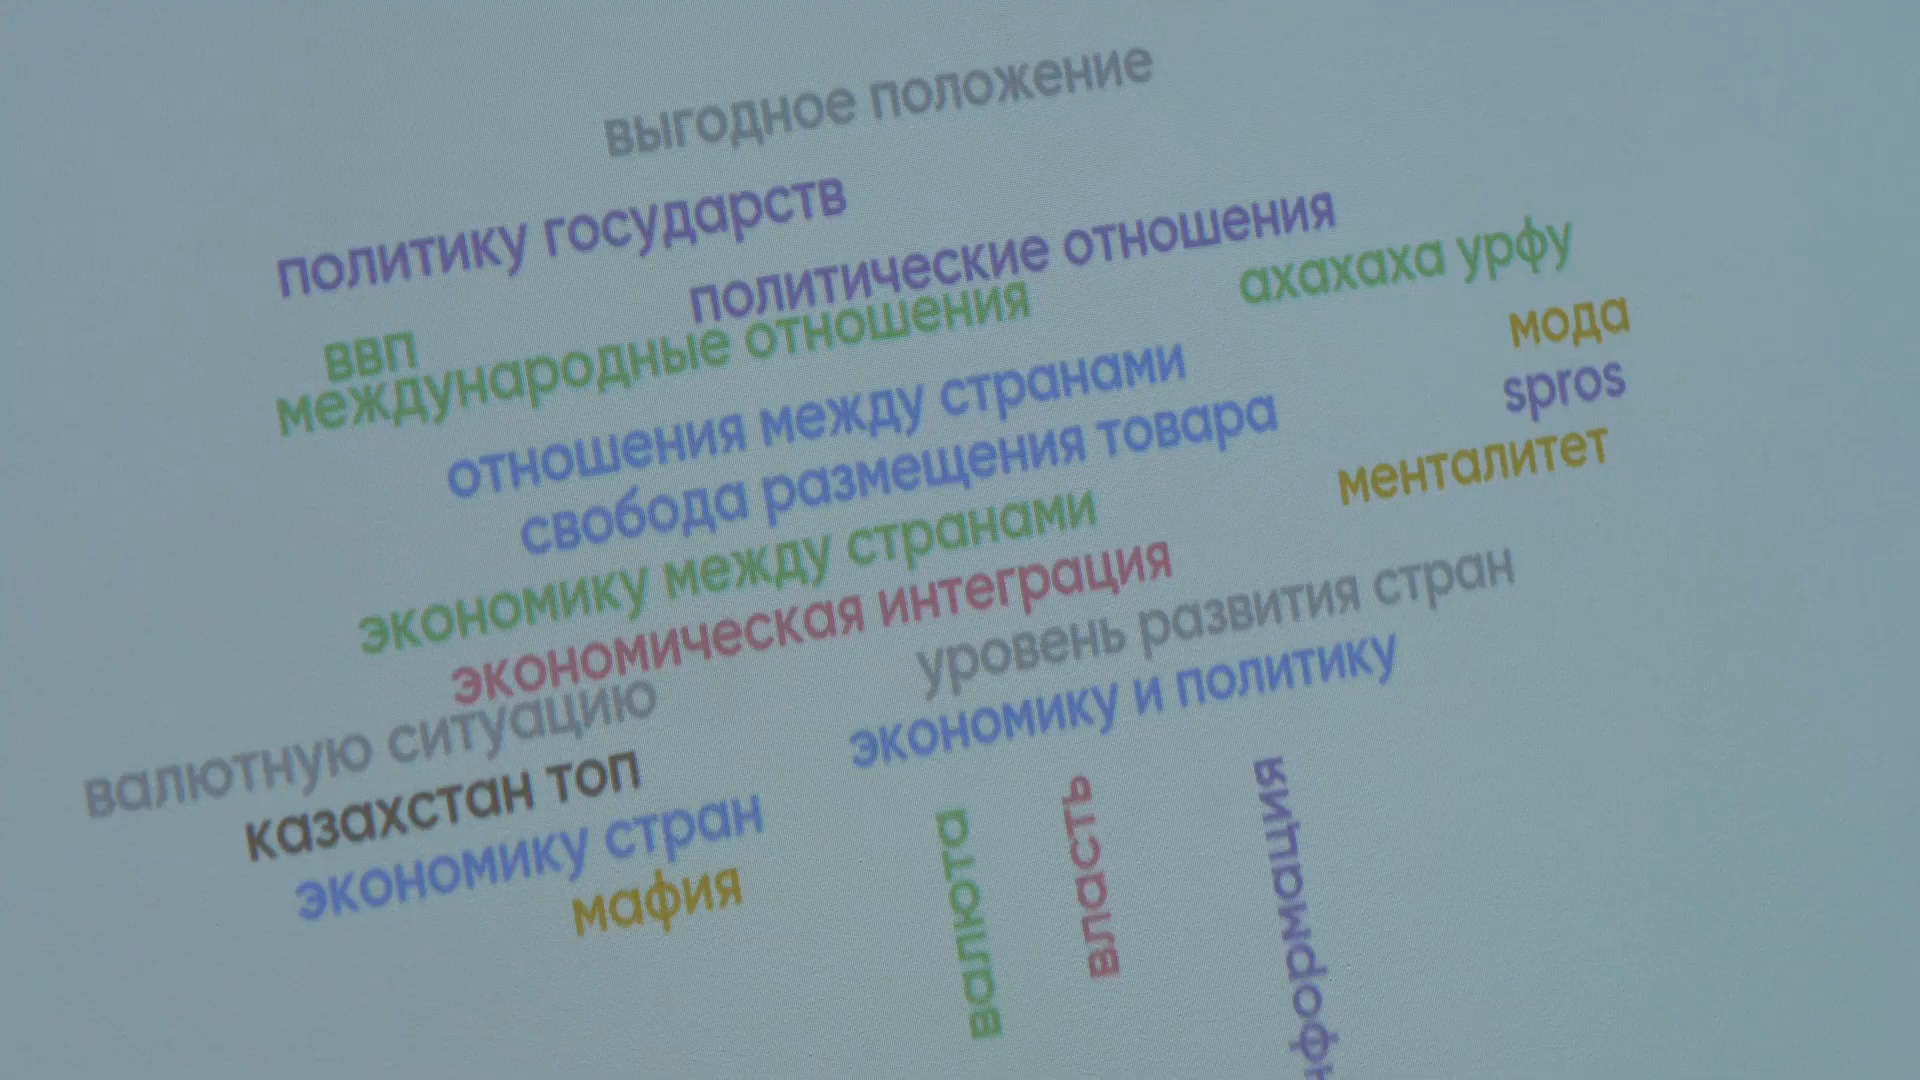 выгодное положение
политику государств
политические отношения
ахахаха урфу
ввп
международные отношения
мода
отношения между странами
spros
свобода размещения товара
менталитет
экономику между странами
экономическая интеграция
уровень развития стран
валютную ситуацию
экономику и политику
казахстан топ
экономику стран
мафия
валюта
власть